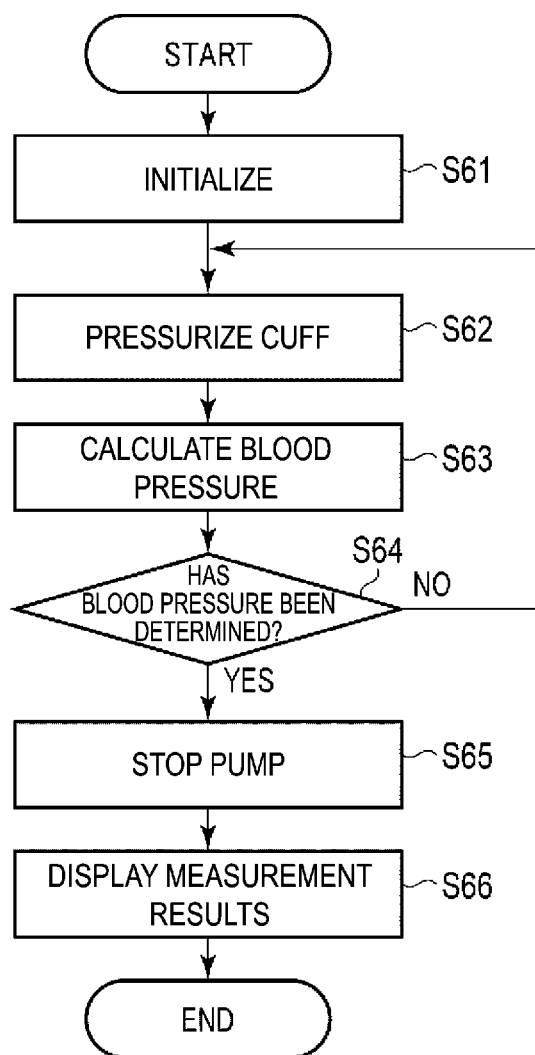 START
INITIALIZE
S61
PRESSURIZE CUFF
S62
CALCULATE BLOOD
PRESSURE
S63
S64
HAS
BLOOD PRESSURE BEEN
DETERMINED?
NO
YES
STOP PUMP
S65
DISPLAY MEASUREMENT
RESULTS
S66
END